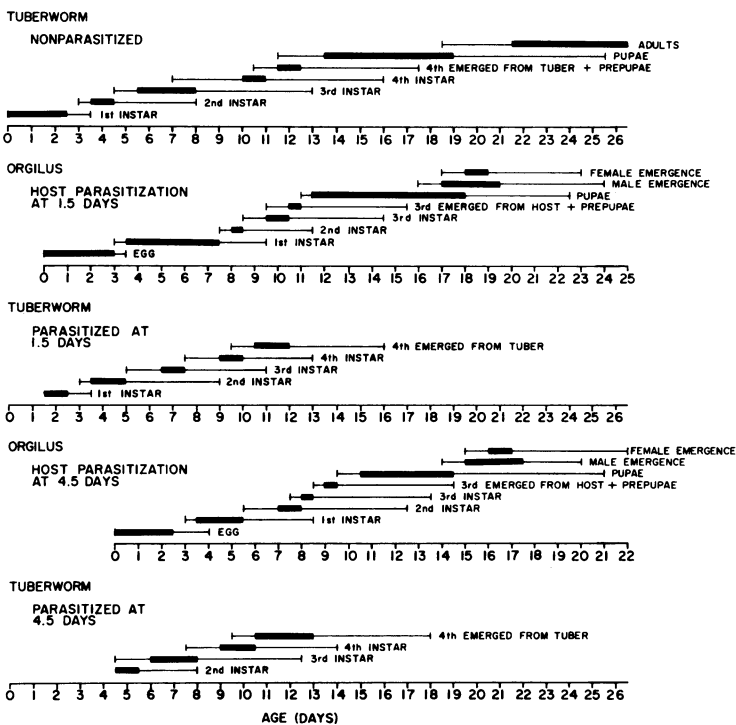 TUBERWORM
NONPARASITIZED
ADULTS
PUPAE
4th EMERGED FROM TUBER + PREPUPAE
4th INSTAR
3rd INSTAR
2nd INSTAR
1st INSTAR
0 1 2 3 4 5 6 7 8 9 10 11 12 13 14 15 16 17 18 19 20 21 22 23 24 25 26
ORGILUS
HOST PARASITIZATION
AT 1.5 DAYS
FEMALE EMERGENCE
MALE EMERGENCE
PUPAE
3rd EMERGED FROM HOST + PREPUPAE
3rd INSTAR
2nd INSTAR
1st INSTAR
EGG
0 1 2 3 4 5 6 7 8 9 10 11 12 13 14 15 16 17 18 19 20 21 22 23 24 25
TUBERWORM
PARASITIZED AT
1.5 DAYS
4th EMERGED FROM TUBER
4th INSTAR
3rd INSTAR
2nd INSTAR
1st INSTAR
0 1 2 3 4 5 6 7 8 9 10 11 12 13 14 15 16 17 18 19 20 21 22 23 24 25 26
ORGILUS
HOST PARASITIZATION
AT 4.5 DAYS
FEMALE EMERGENCE
MALE EMERGENCE
PUPAE
3rd EMERGED FROM HOST + PREPUPAE
3rd INSTAR
2nd INSTAR
1st INSTAR
EGG
0 1 2 3 4 5 6 7 8 9 10 11 12 13 14 15 16 17 18 19 20 21 22
TUBERWORM
PARASITIZED AT
4.5 DAYS
4th EMERGED FROM TUBER
4th INSTAR
3rd INSTAR
2nd INSTAR
0 1 2 3 4 5 6 7 8 9 10 11 12 13 14 15 16 17 18 19 20 21 22 23 24 25 26
AGE (DAYS)